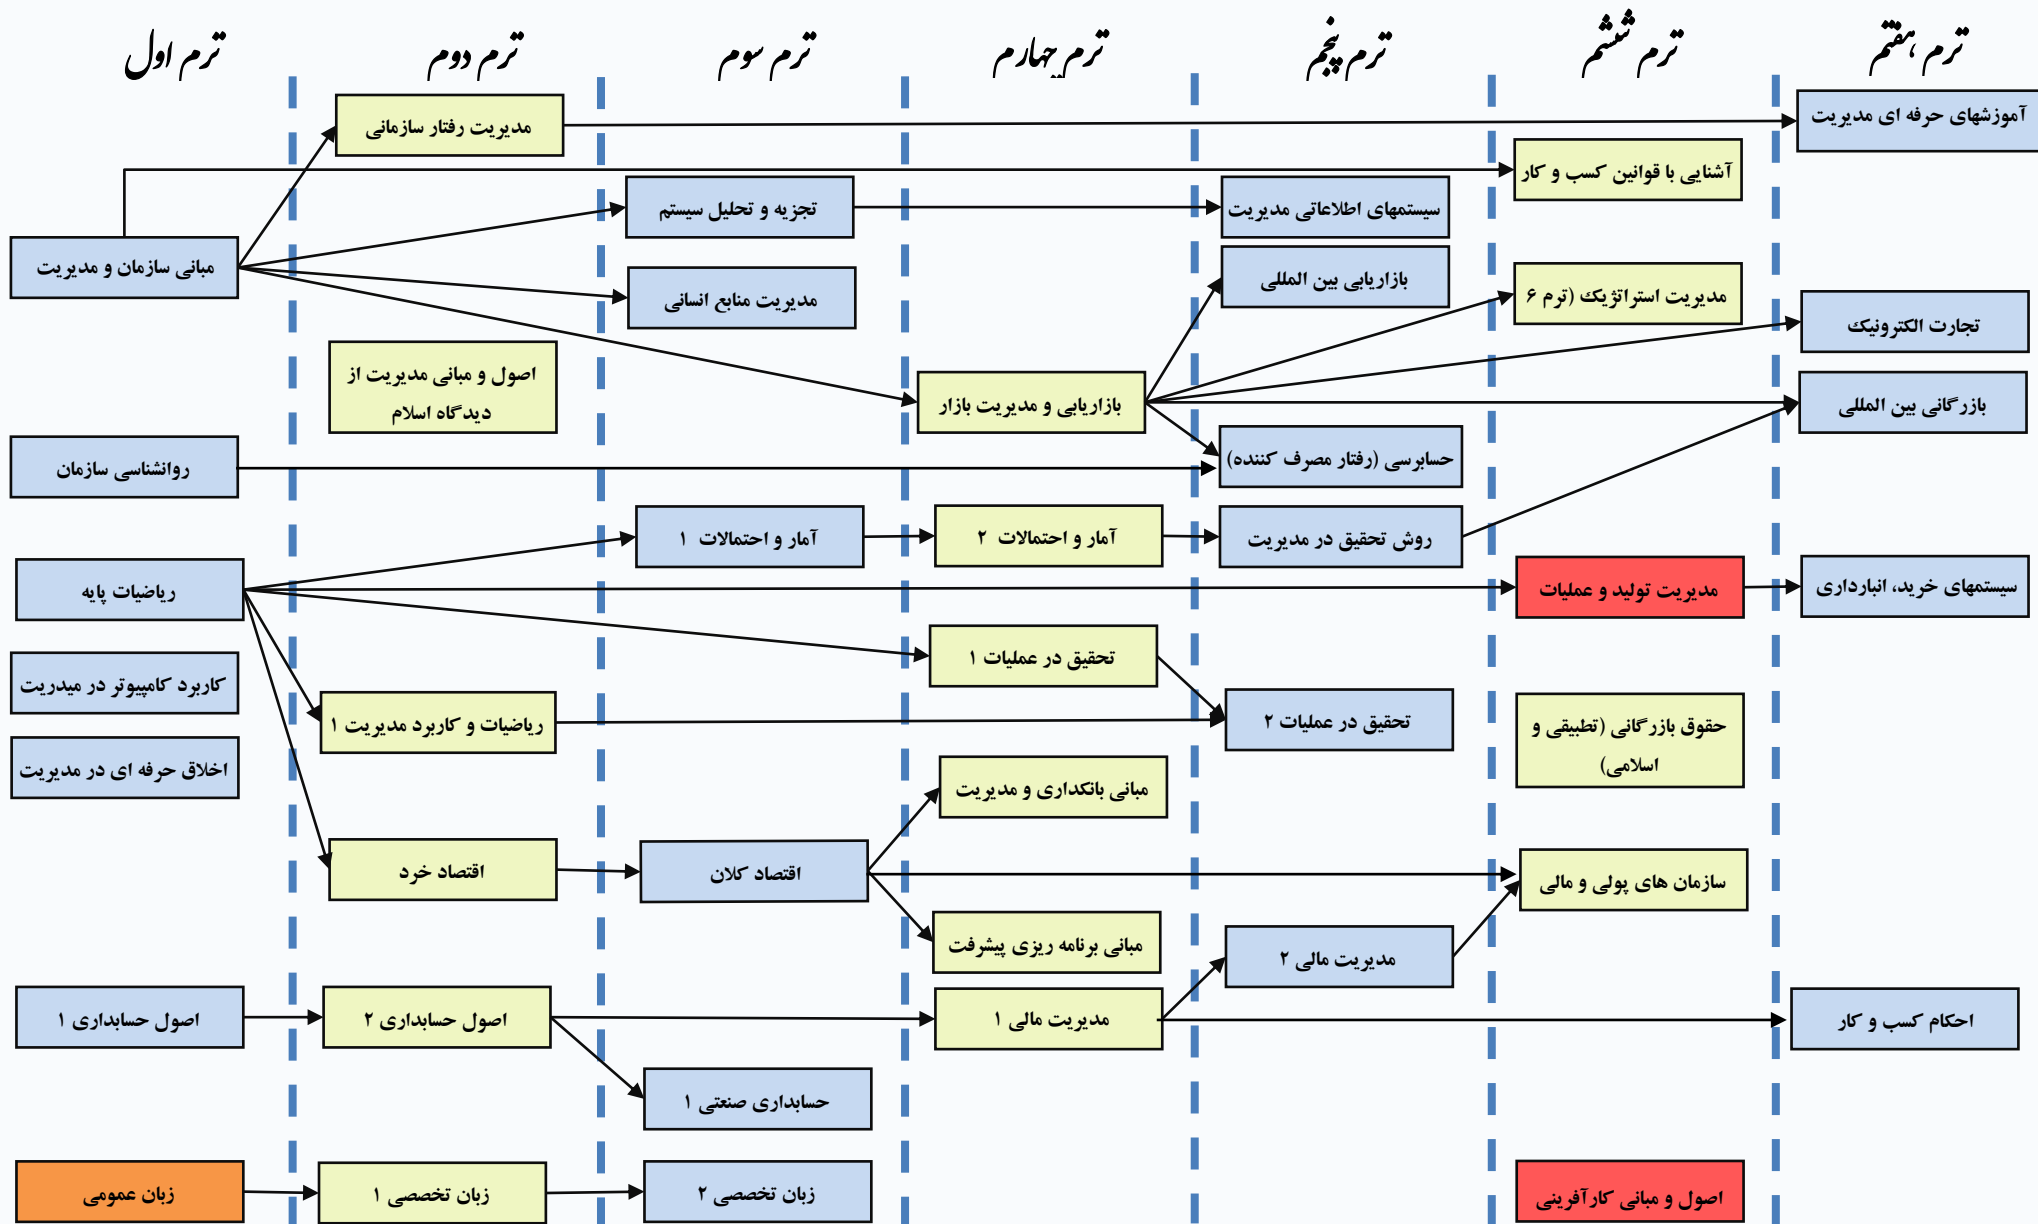 ترم اول
ترم دوم
ترم سوم
ترم چهارم
ترم پنجم
ترم ششم
ترم هفتم
مبانی سازمان و مدیریت
روانشناسی سازمان
ریاضیات پایه
کاربرد کامپیوتر در میدریت
اخلاق حرفه ای در مدیریت
اصول حسابداری ۱
زبان عمومی
مدیریت رفتار سازمانی
اصول و مبانی مدیریت از
دیدگاه اسلام
ریاضیات و کاربرد مدیریت ۱
اقتصاد خرد
اصول حسابداری ۲
زبان تخصصی ۱
تجزیه و تحلیل سیستم
مدیریت منابع انسانی
آمار و احتمالات ۱
اقتصاد کلان
حسابداری صنعتی ۱
زبان تخصصی ۲
بازاریابی و مدیریت بازار
آمار و احتمالات ۲
تحقیق در عملیات ۱
مبانی بانکداری و مدیریت
مبانی برنامه ریزی پیشرفت
مدیریت مالی ۱
سیستمهای اطلاعاتی مدیریت
بازاریابی بین المللی
حسابرسی (رفتار مصرف کننده)
روش تحقیق در مدیریت
تحقیق در عملیات ۲
مدیریت مالی ۲
آشنایی با قوانین کسب و کار
مدیریت استراتژیک (ترم ۶
مدیریت تولید و عملیات
حقوق بازرگانی (تطبیقی و
اسلامی)
سازمان های پولی و مالی
اصول و مبانی کارآفرینی
آموزشهای حرفه ای مدیریت
تجارت الکترونیک
بازرگانی بین المللی
سیستمهای خرید، انبارداری
احکام کسب و کار